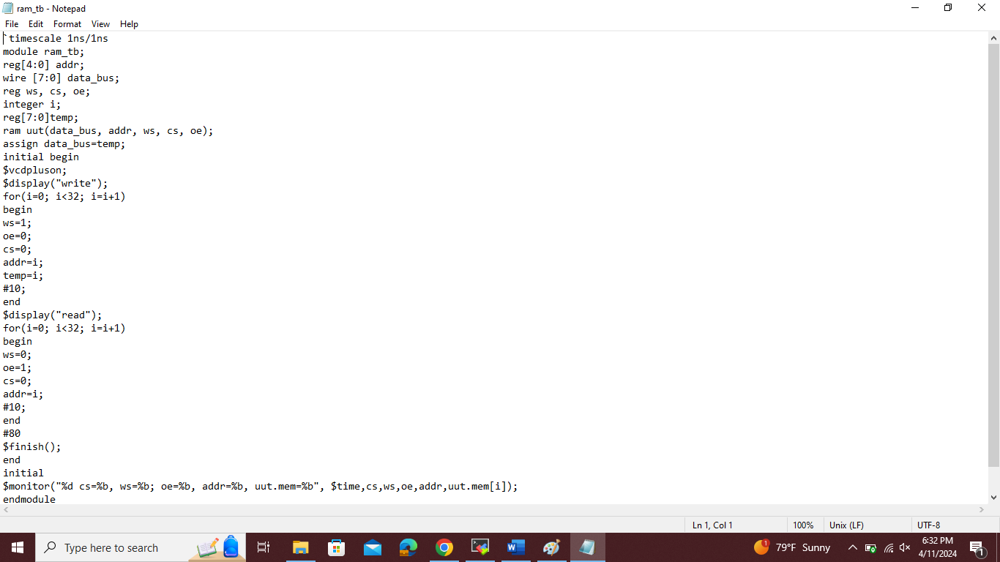 ram_tb - Notepad
File Edit Format View Help
`timescale 1ns/1ns
module ram_tb;
reg[4:0] addr;
wire [7:0] data_bus;
reg ws, cs, oe;
integer i;
reg[7:0]temp;
ram uut(data_bus, addr, ws, cs, oe);
assign data_bus=temp;
initial begin
$vcdpluson;
$display("write");
for(i=0; i<32; i=i+1)
begin
ws=1;
oe=0;
cs=0;
addr=i;
temp=i;
#10;
end
$display("read");
for(i=0; i<32; i=i+1)
begin
ws=0;
oe=1;
cs=0;
addr=i;
#10;
end
#80
$finish();
end
initial
$monitor("%d cs=%b, ws=%b; oe=%b, addr=%b, uut.mem=%b", $time,cs,ws,oe,addr,uut.mem[i]);
endmodule
Ln 1, Col 1 100% Unix (LF) UTF-8
Type here to search 1 79°F Sunny 6:32 PM
4/11/2024 1